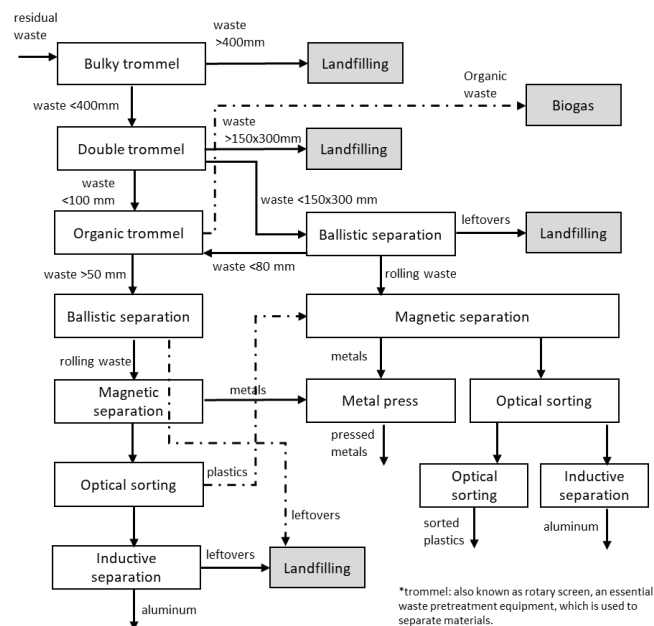 residual
waste
waste
>400mm
Bulky trommel
Landfilling
waste <400mm
Organic
waste
Biogas
waste
>150x300mm
Double trommel
Landfilling
waste
<100 mm
waste <150x300 mm
Organic trommel
Ballistic separation
leftovers
Landfilling
waste <80 mm
waste >50 mm
rolling waste
Ballistic separation
Magnetic separation
rolling waste
metals
Magnetic
separation
metals
Metal press
Optical sorting
pressed
metals
Optical sorting
plastics
Optical
sorting
Inductive
separation
leftovers
sorted
plastics
aluminum
Inductive
separation
leftovers
Landfilling
aluminum
*trommel: also known as rotary screen, an essential
waste pretreatment equipment, which is used to
separate materials.